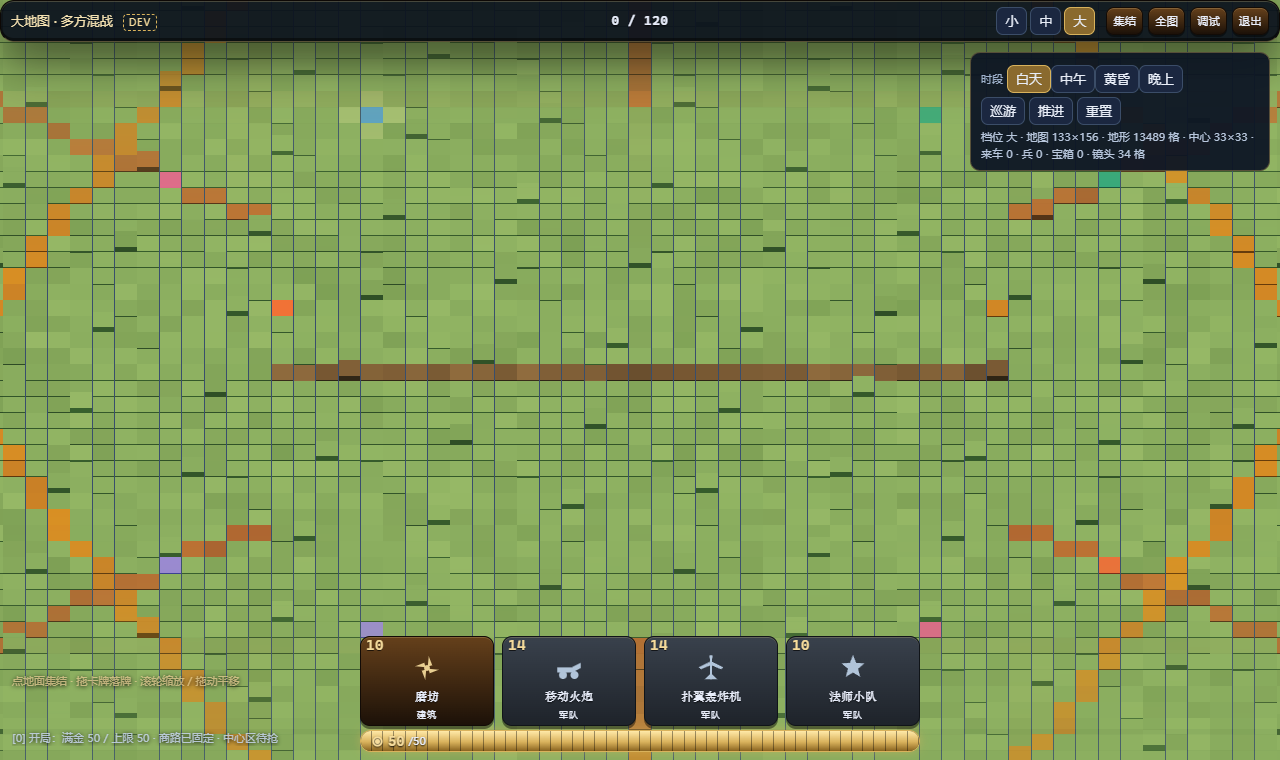 大地图 · 多方混战 DEV
0 / 120
小 中 大 集结 全图 调试 退出
时段 白天 中午 黄昏 晚上
巡游 推进 重置
档位 大 · 地图 133×156 · 地形 13489 格 · 中心 33×33 ·
来车 0 · 兵 0 · 宝箱 0 · 镜头 34 格
10 14 14 10
磨坊 移动火炮 扑翼轰炸机 法师小队
建筑 军队 军队 军队
点地面集结 · 拖卡牌落牌 · 滚轮缩放 / 拖动平移
[0] 开局：满金 50 / 上限 50 · 商路已固定 · 中心区待抢
50 /50